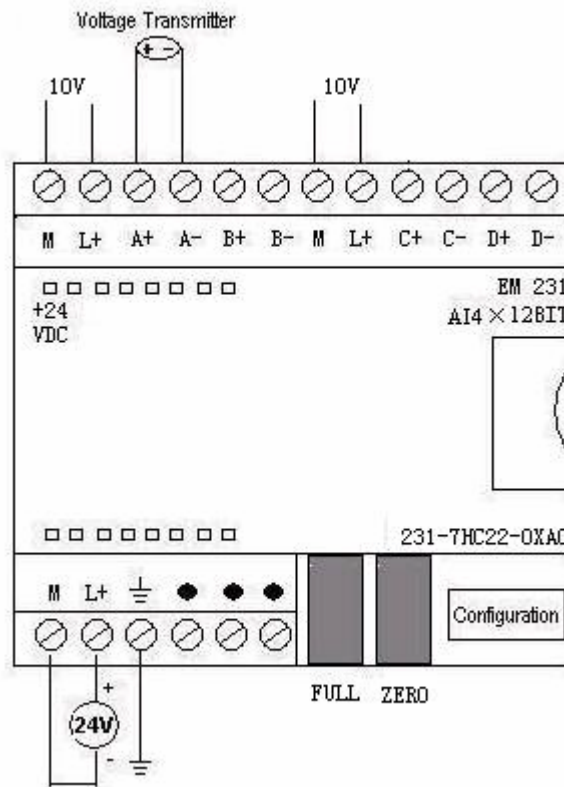 Voltage Transmitter
+ -
10V 10V
M L+ A+ A- B+ B- M L+ C+ C- D+ D-
+24
VDC
EM 231
AI4×12BIT
231-7HC22-0XA0
M L+
Configuration
FULL ZERO
+
24V
-